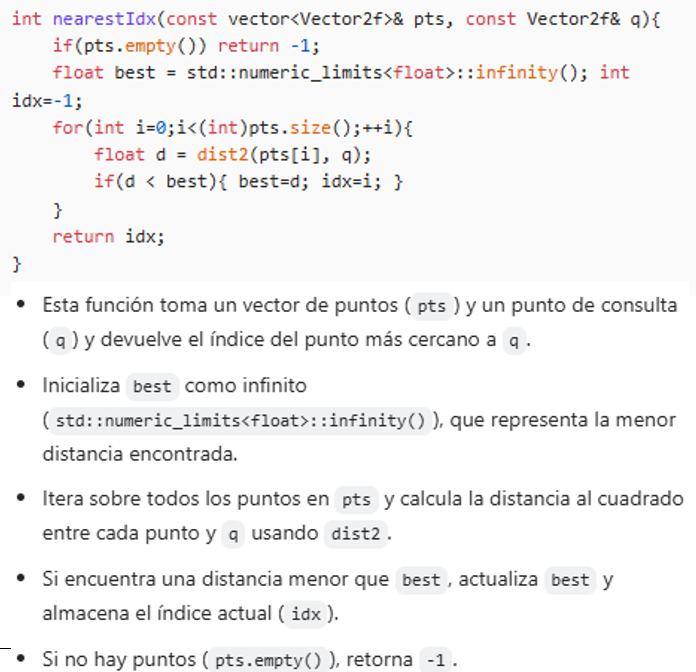 int nearestIdx(const vector<Vector2f>& pts, const Vector2f& q){
    if(pts.empty()) return -1;
    float best = std::numeric_limits<float>::infinity(); int
idx=-1;
    for(int i=0;i<(int)pts.size();++i){
        float d = dist2(pts[i], q);
        if(d < best){ best=d; idx=i; }
    }
    return idx;
}
• Esta función toma un vector de puntos ( pts ) y un punto de consulta
( q ) y devuelve el índice del punto más cercano a q .
• Inicializa best como infinito
( std::numeric_limits<float>::infinity() ), que representa la menor
distancia encontrada.
• Itera sobre todos los puntos en pts y calcula la distancia al cuadrado
entre cada punto y q usando dist2 .
• Si encuentra una distancia menor que best , actualiza best y
almacena el índice actual ( idx ).
• Si no hay puntos ( pts.empty() ), retorna -1 .